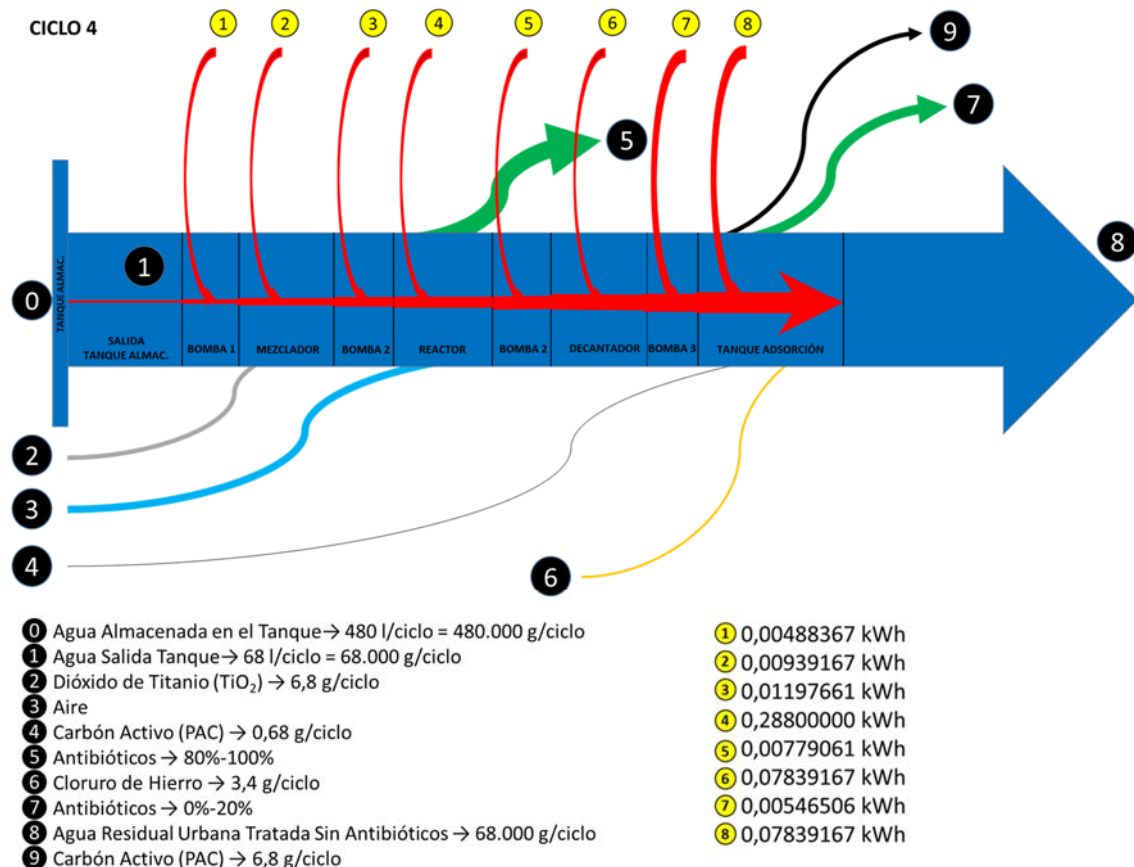 CICLO 4
1 2 3 4 5 6 7 8
9
7
5
8
1
0
TANQUE ALMAC.
SALIDA
TANQUE ALMAC.
BOMBA 1
MEZCLADOR
BOMBA 2
REACTOR
BOMBA 2
DECANTADOR
BOMBA 3
TANQUE ADSORCIÓN
2
3
4
6
0 Agua Almacenada en el Tanque→ 480 l/ciclo = 480.000 g/ciclo
1 Agua Salida Tanque→ 68 l/ciclo = 68.000 g/ciclo
2 Dióxido de Titanio (TiO₂) → 6,8 g/ciclo
3 Aire
4 Carbón Activo (PAC) → 0,68 g/ciclo
5 Antibióticos → 80%-100%
6 Cloruro de Hierro → 3,4 g/ciclo
7 Antibióticos → 0%-20%
8 Agua Residual Urbana Tratada Sin Antibióticos → 68.000 g/ciclo
9 Carbón Activo (PAC) → 6,8 g/ciclo
1 0,00488367 kWh
2 0,00939167 kWh
3 0,01197661 kWh
4 0,28800000 kWh
5 0,00779061 kWh
6 0,07839167 kWh
7 0,00546506 kWh
8 0,07839167 kWh